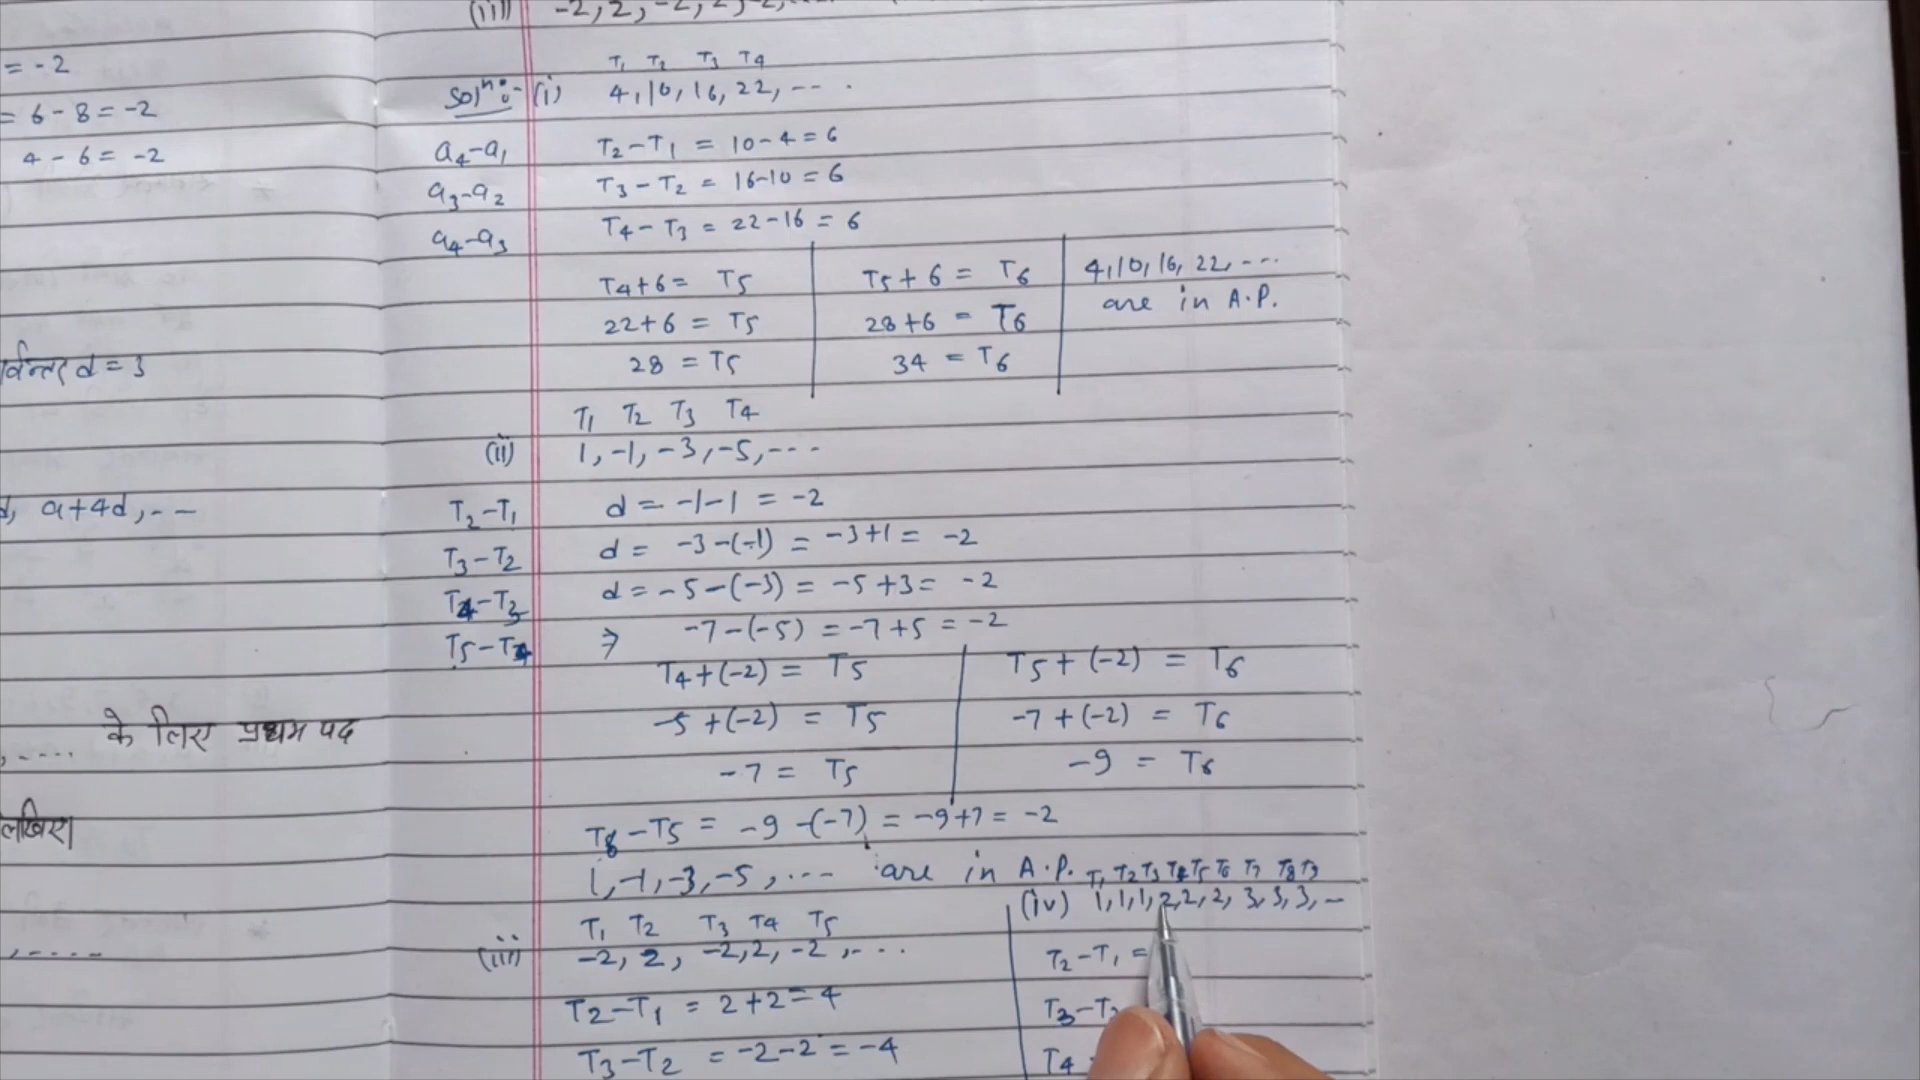 (iii) -2, 2, -2, 2, -2, ....
= -2
= 6 - 8 = -2
4 - 6 = -2
र्वान्तर d = 3
a+4d, --
के लिए प्रथम पद
, - ....
लिखिए।
, -----
T₁ T₂ T₃ T₄
Solⁿ:- (i) 4, 10, 16, 22, -- .
a₄-a₁ T₂-T₁ = 10-4 = 6
a₃-a₂ T₃-T₂ = 16-10 = 6
a₄-a₃ T₄-T₃ = 22-16 = 6
T₄+6 = T₅
22+6 = T₅
28 = T₅
T₅+6 = T₆
28+6 = T₆
34 = T₆
4, 10, 16, 22, ---
are in A.P.
T₁ T₂ T₃ T₄
(ii) 1, -1, -3, -5, ---
T₂-T₁ d = -1-1 = -2
T₃-T₂ d = -3-(-1) = -3+1 = -2
T₄-T₃ d = -5-(-3) = -5+3 = -2
T₅-T₄ ⇒ -7-(-5) = -7+5 = -2
T₄+(-2) = T₅
-5+(-2) = T₅
-7 = T₅
T₅+(-2) = T₆
-7+(-2) = T₆
-9 = T₆
T₆-T₅ = -9-(-7) = -9+7 = -2
1, -1, -3, -5, --- are in A.P.
T₁ T₂ T₃ T₄ T₅
(iii) -2, 2, -2, 2, -2, - ...
T₂-T₁ = 2+2 = 4
T₃-T₂ = -2-2 = -4
T₁ T₂ T₃ T₄ T₅ T₆ T₇ T₈ T₉
(iv) 1, 1, 1, 2, 2, 2, 3, 3, 3, --
T₂-T₁ =
T₃-T₂
T₄